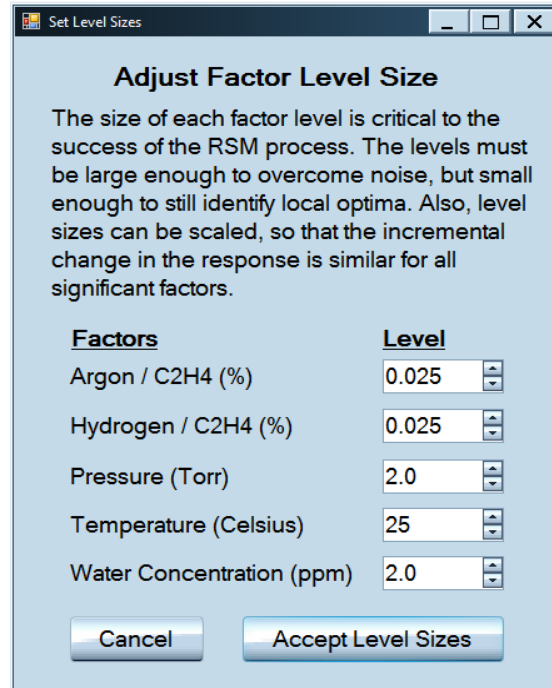 Set Level Sizes
Adjust Factor Level Size
The size of each factor level is critical to the
success of the RSM process. The levels must
be large enough to overcome noise, but small
enough to still identify local optima. Also, level
sizes can be scaled, so that the incremental
change in the response is similar for all
significant factors.
Factors Level
Argon / C2H4 (%) 0.025
Hydrogen / C2H4 (%) 0.025
Pressure (Torr) 2.0
Temperature (Celsius) 25
Water Concentration (ppm) 2.0
Cancel Accept Level Sizes